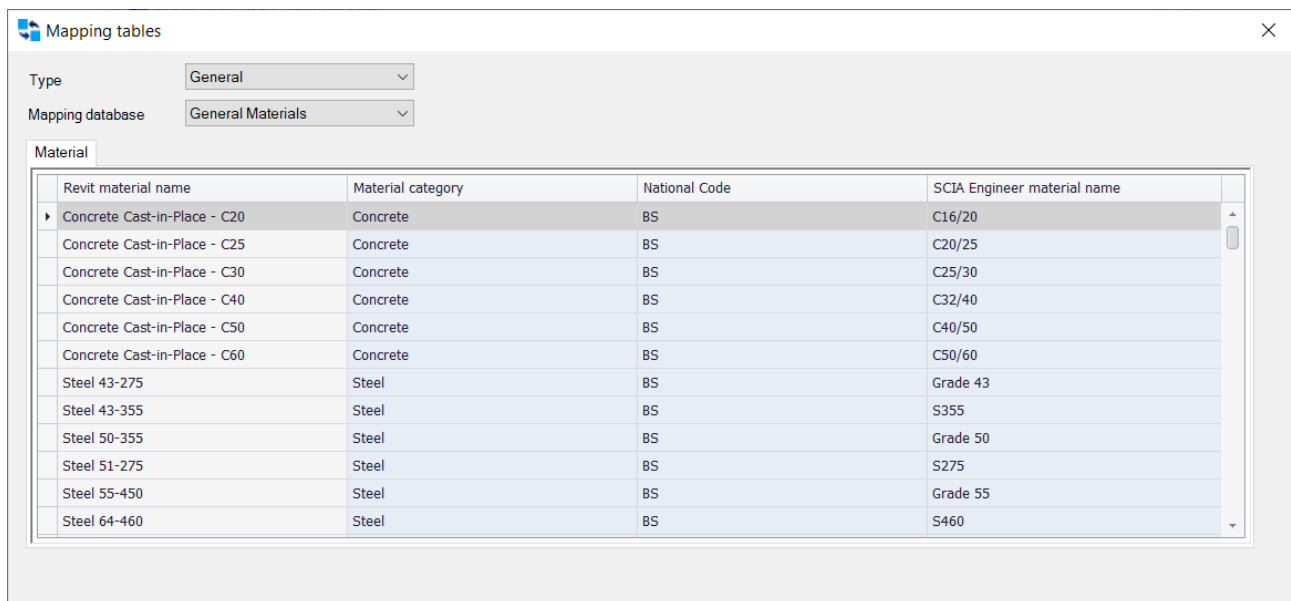 Mapping tables
Type General
Mapping database General Materials
Material
Revit material name Material category National Code SCIA Engineer material name
Concrete Cast-in-Place - C20 Concrete BS C16/20
Concrete Cast-in-Place - C25 Concrete BS C20/25
Concrete Cast-in-Place - C30 Concrete BS C25/30
Concrete Cast-in-Place - C40 Concrete BS C32/40
Concrete Cast-in-Place - C50 Concrete BS C40/50
Concrete Cast-in-Place - C60 Concrete BS C50/60
Steel 43-275 Steel BS Grade 43
Steel 43-355 Steel BS S355
Steel 50-355 Steel BS Grade 50
Steel 51-275 Steel BS S275
Steel 55-450 Steel BS Grade 55
Steel 64-460 Steel BS S460